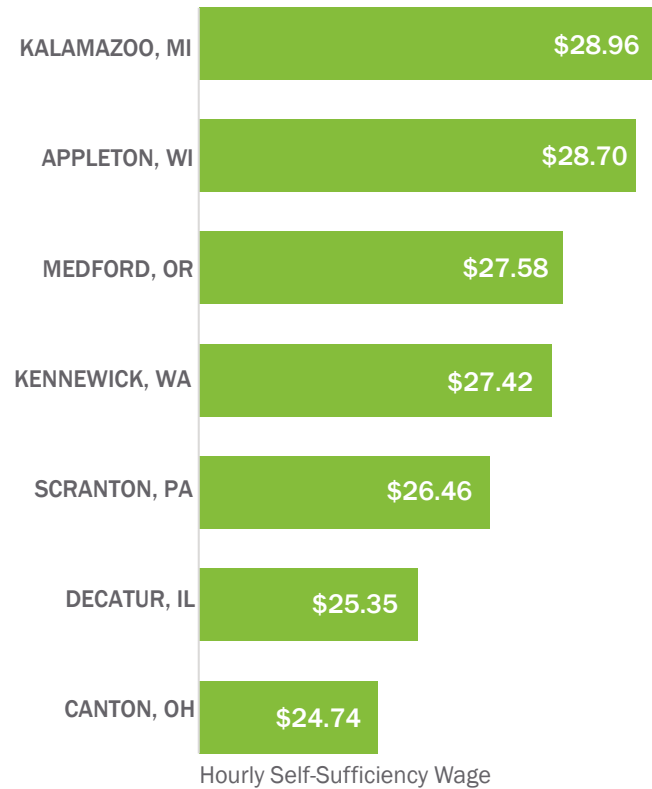 KALAMAZOO, MI $28.96
APPLETON, WI $28.70
MEDFORD, OR $27.58
KENNEWICK, WA $27.42
SCRANTON, PA $26.46
DECATUR, IL $25.35
CANTON, OH $24.74
Hourly Self-Sufficiency Wage